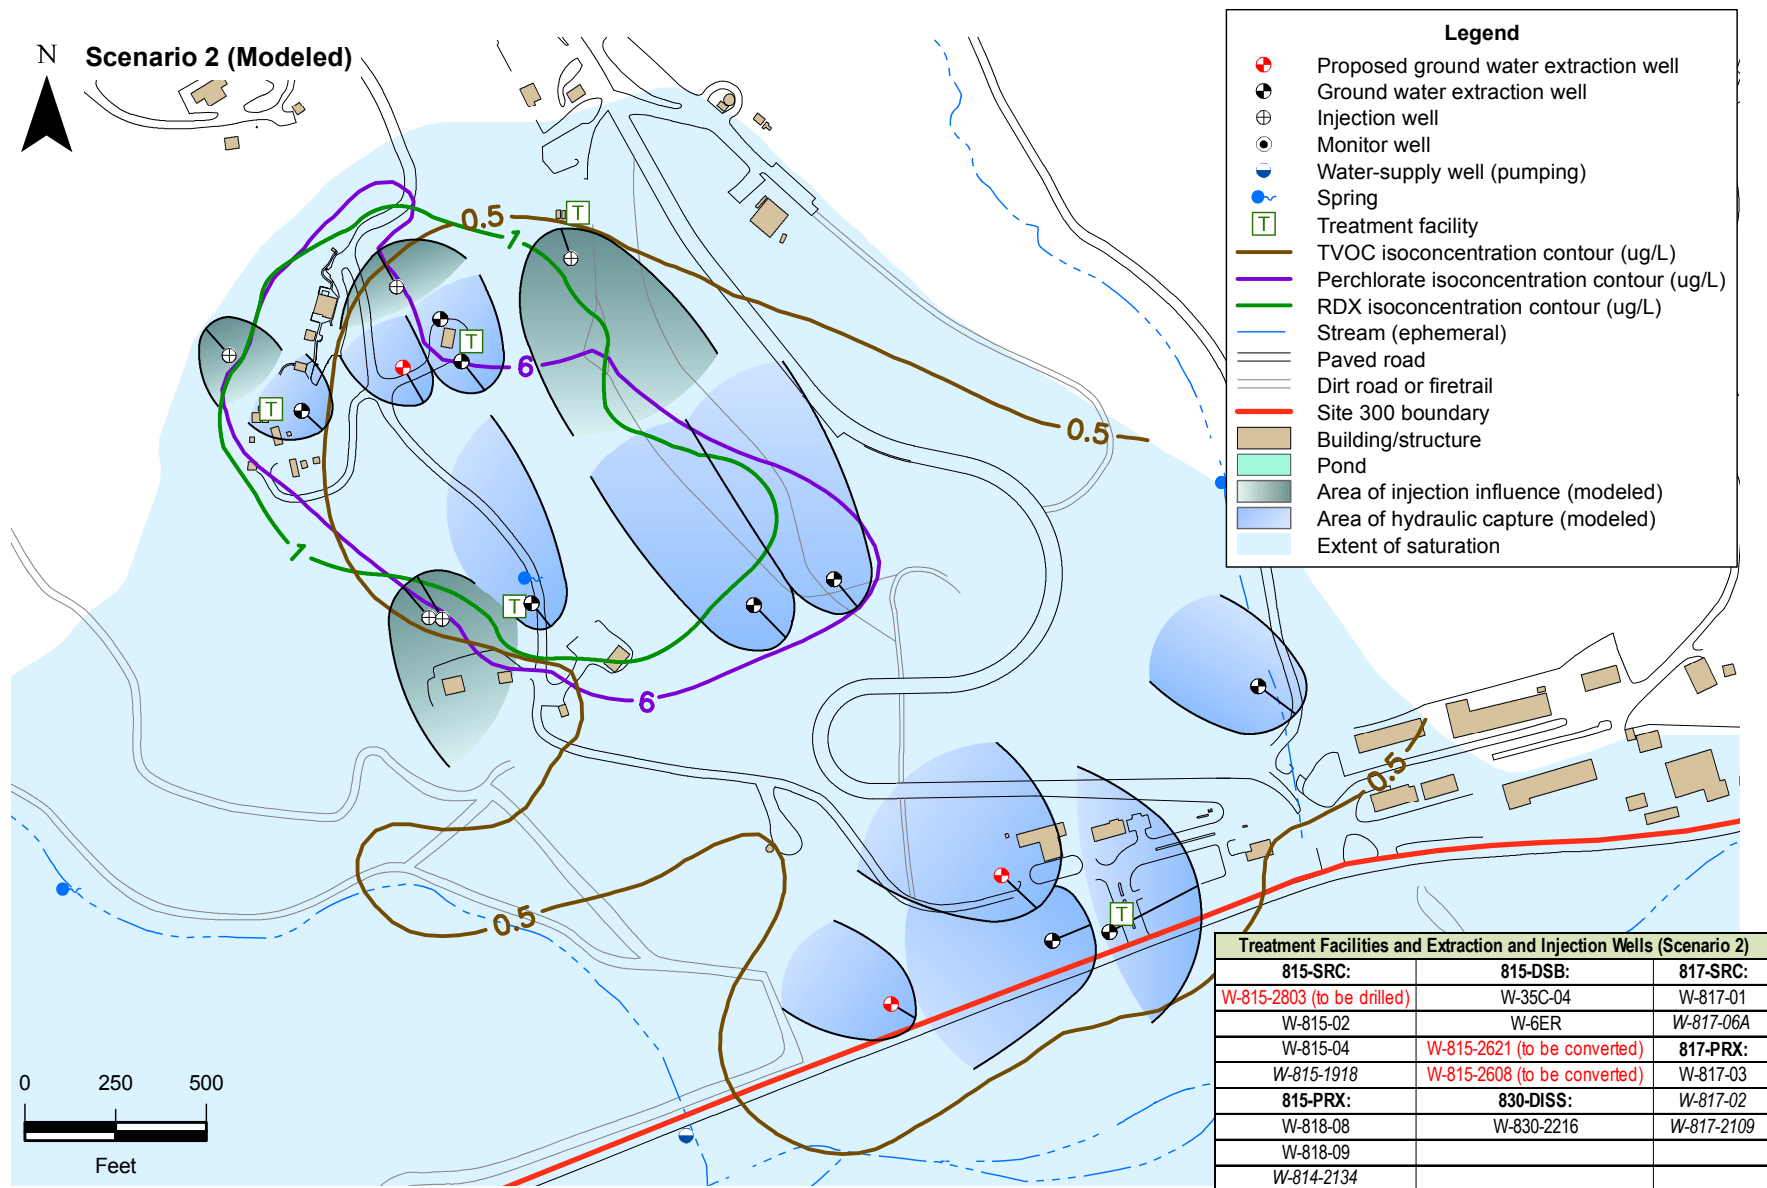 N
Scenario 2 (Modeled)
Legend
Proposed ground water extraction well
Ground water extraction well
Injection well
Monitor well
Water-supply well (pumping)
Spring
T Treatment facility
TVOC isoconcentration contour (ug/L)
Perchlorate isoconcentration contour (ug/L)
RDX isoconcentration contour (ug/L)
Stream (ephemeral)
Paved road
Dirt road or firetrail
Site 300 boundary
Building/structure
Pond
Area of injection influence (modeled)
Area of hydraulic capture (modeled)
Extent of saturation
T
0.5
1
T
6
T
0.5
1
T
6
0.5
0.5
T
Treatment Facilities and Extraction and Injection Wells (Scenario 2)
815-SRC: 815-DSB: 817-SRC:
W-815-2803 (to be drilled) W-35C-04 W-817-01
W-815-02 W-6ER W-817-06A
W-815-04 W-815-2621 (to be converted) 817-PRX:
W-815-1918 W-815-2608 (to be converted) W-817-03
815-PRX: 830-DISS: W-817-02
W-818-08 W-830-2216 W-817-2109
W-818-09
W-814-2134
0 250 500
Feet